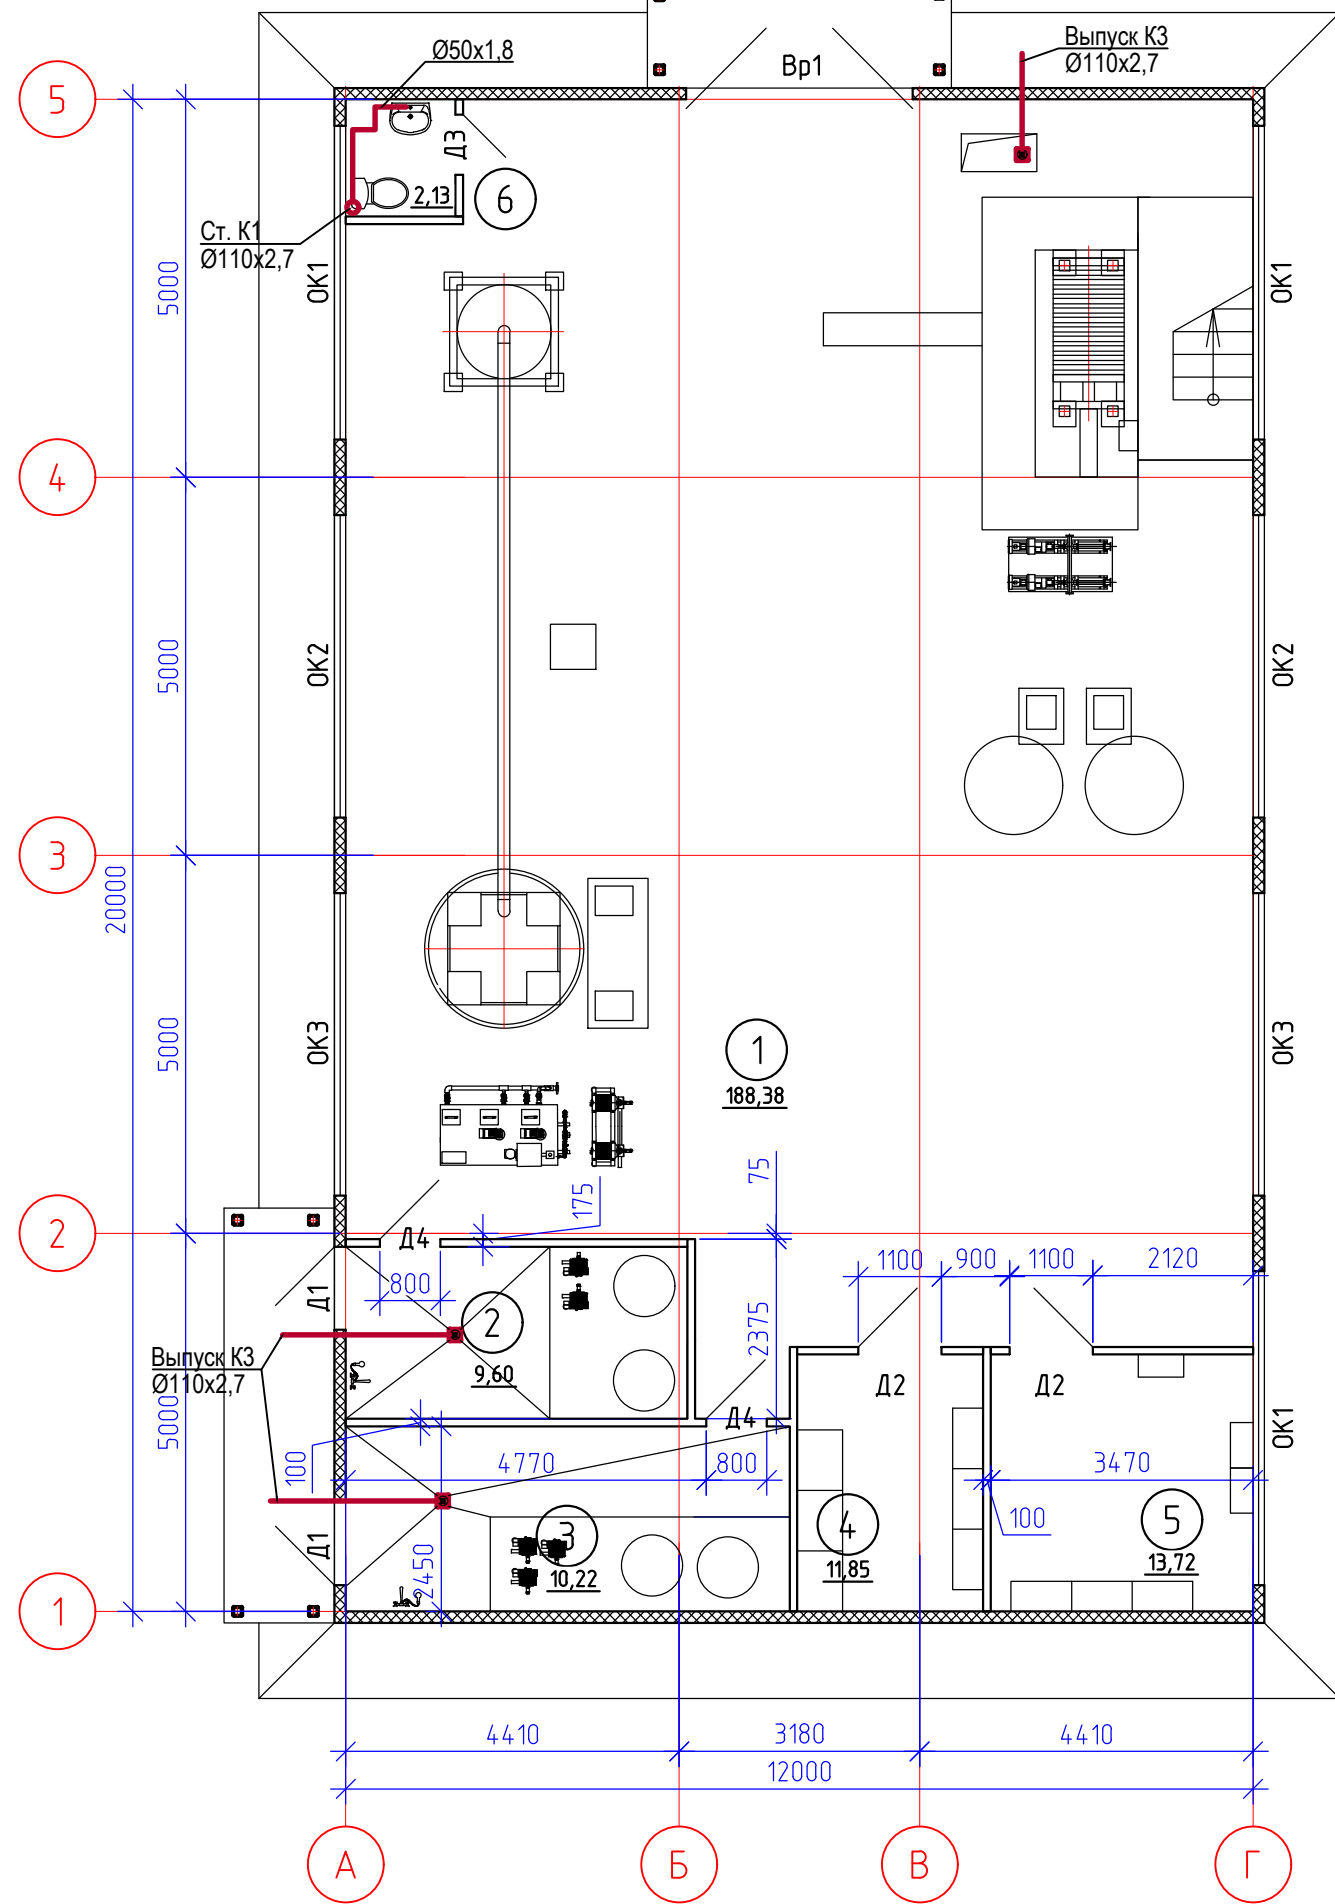 Ø50x1,8
Вр1
Выпуск К3
Ø110x2,7
5
Д3
2,13
6
Ст. К1
Ø110x2,7
5000
ОК1
ОК1
4
5000
ОК2
ОК2
3
20000
5000
ОК3
ОК3
1
188,38
75
175
2
Д4
1100
900
1100
2120
800
Д1
2
2375
Выпуск К3
Ø110x2,7
9,60
Д2
Д2
5000
Д4
ОК1
100
4770
800
3470
100
3
4
5
Д1
2450
10,22
11,85
13,72
1
4410
3180
4410
12000
А
Б
В
Г